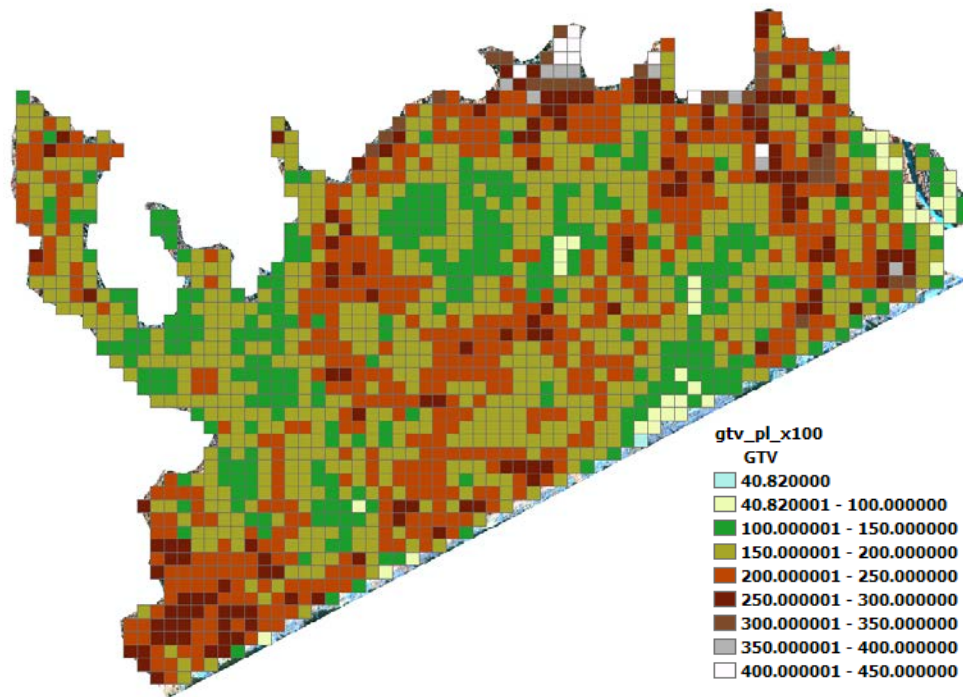 gtv_pl_x100
GTV
40.820000
40.820001 - 100.000000
100.000001 - 150.000000
150.000001 - 200.000000
200.000001 - 250.000000
250.000001 - 300.000000
300.000001 - 350.000000
350.000001 - 400.000000
400.000001 - 450.000000